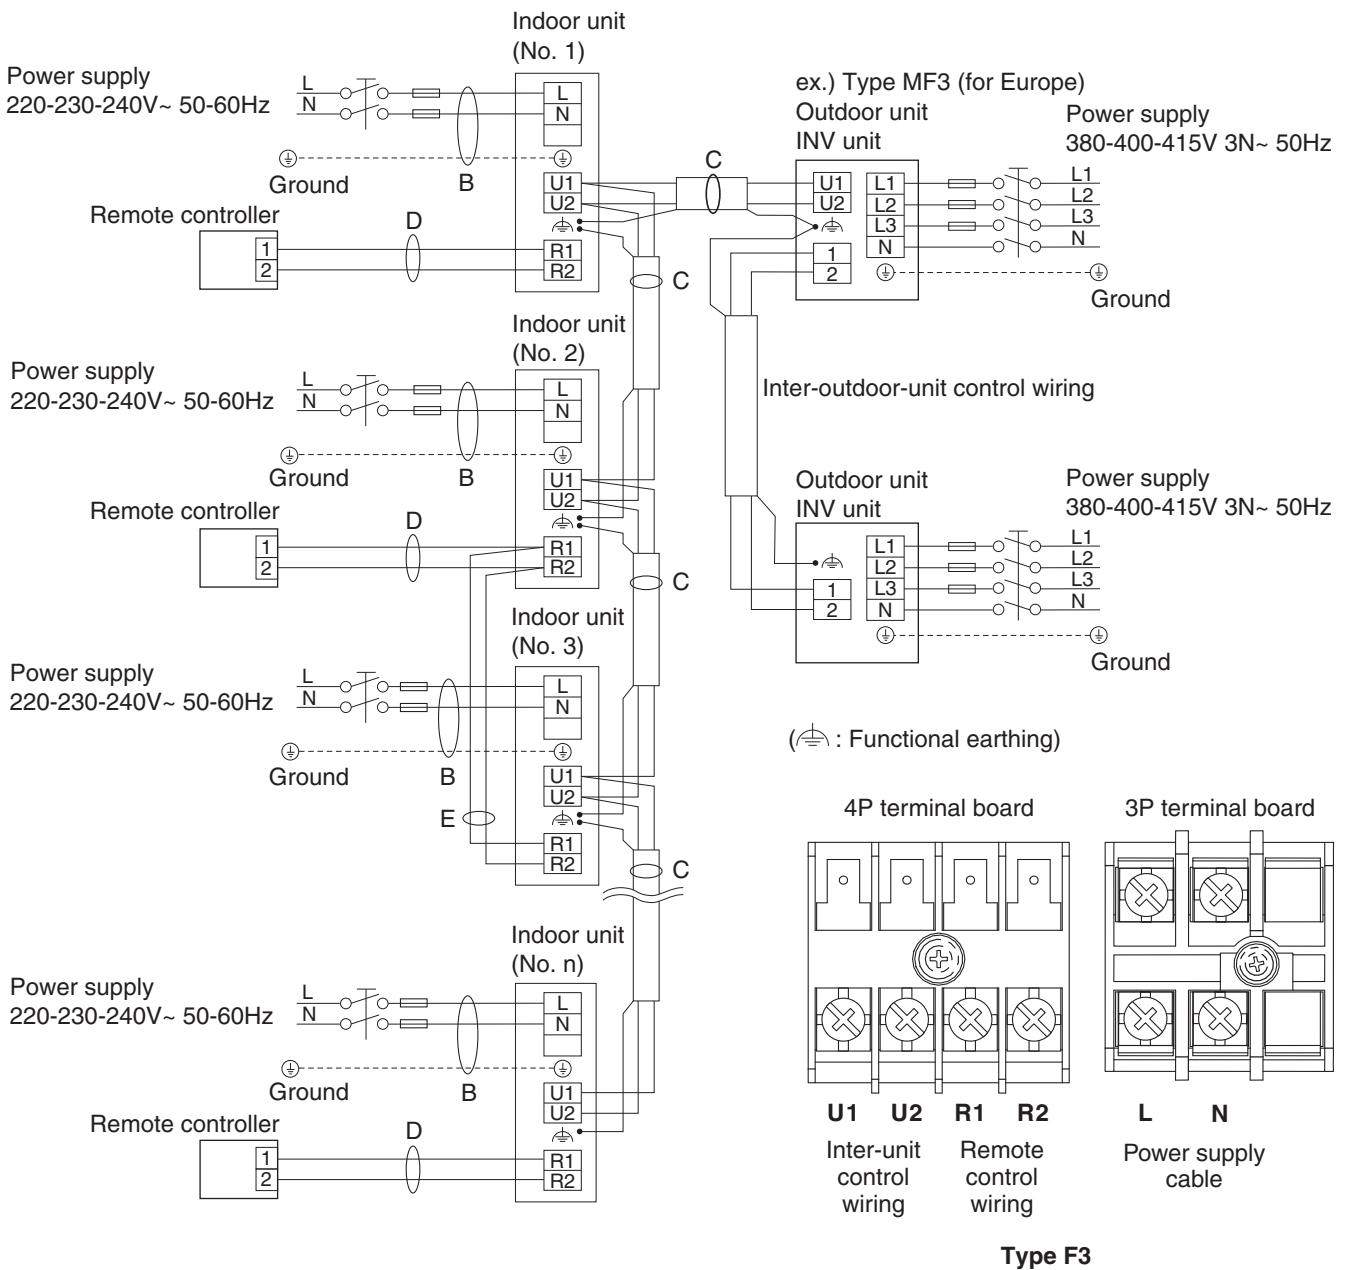 Indoor unit
(No. 1)
Power supply
220-230-240V~ 50-60Hz
L
N
L
N
Ground
B
U1
U2
Remote controller
D
1
2
R1
R2
C
C
ex.) Type MF3 (for Europe)
Outdoor unit
INV unit
Power supply
380-400-415V 3N~ 50Hz
U1
U2
1
2
L1
L2
L3
N
L1
L2
L3
N
Ground
Indoor unit
(No. 2)
Power supply
220-230-240V~ 50-60Hz
L
N
L
N
Ground
B
U1
U2
Remote controller
D
1
2
R1
R2
C
Inter-outdoor-unit control wiring
Outdoor unit
INV unit
Power supply
380-400-415V 3N~ 50Hz
1
2
L1
L2
L3
N
L1
L2
L3
N
Ground
Indoor unit
(No. 3)
Power supply
220-230-240V~ 50-60Hz
L
N
L
N
Ground
B
U1
U2
E
R1
R2
C
( : Functional earthing)
Indoor unit
(No. n)
Power supply
220-230-240V~ 50-60Hz
L
N
L
N
Ground
B
U1
U2
Remote controller
D
1
2
R1
R2
4P terminal board
3P terminal board
U1 U2 R1 R2
L N
Inter-unit
control
wiring
Remote
control
wiring
Power supply
cable
Type F3